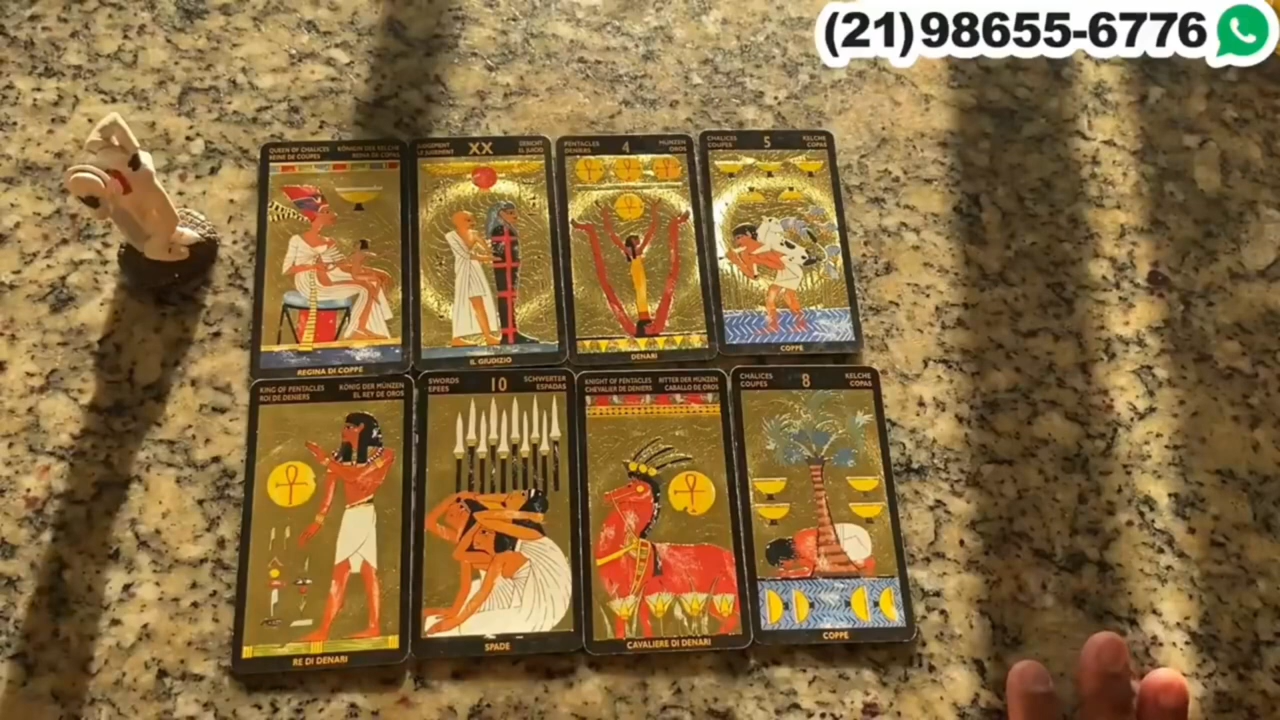 (21)98655-6776
QUEEN OF CHALICES KÖNIGIN DER KELCHE
REINE DE COUPES REINA DE COPAS
REGINA DI COPPE
JUDGEMENT XX GERICHT
LE JUGEMENT EL JUICIO
IL GIUDIZIO
PENTACLES 4 MÜNZEN
DENIERS OROS
DENARI
CHALICES 5 KELCHE
COUPES COPAS
COPPE
KING OF PENTACLES KÖNIG DER MÜNZEN
ROI DE DENIERS EL REY DE OROS
RE DI DENARI
SWORDS 10 SCHWERTER
EPEES ESPADAS
SPADE
KNIGHT OF PENTACLES RITTER DER MÜNZEN
CHEVALIER DE DENIERS CABALLO DE OROS
CAVALIERE DI DENARI
CHALICES 8 KELCHE
COUPES COPAS
COPPE